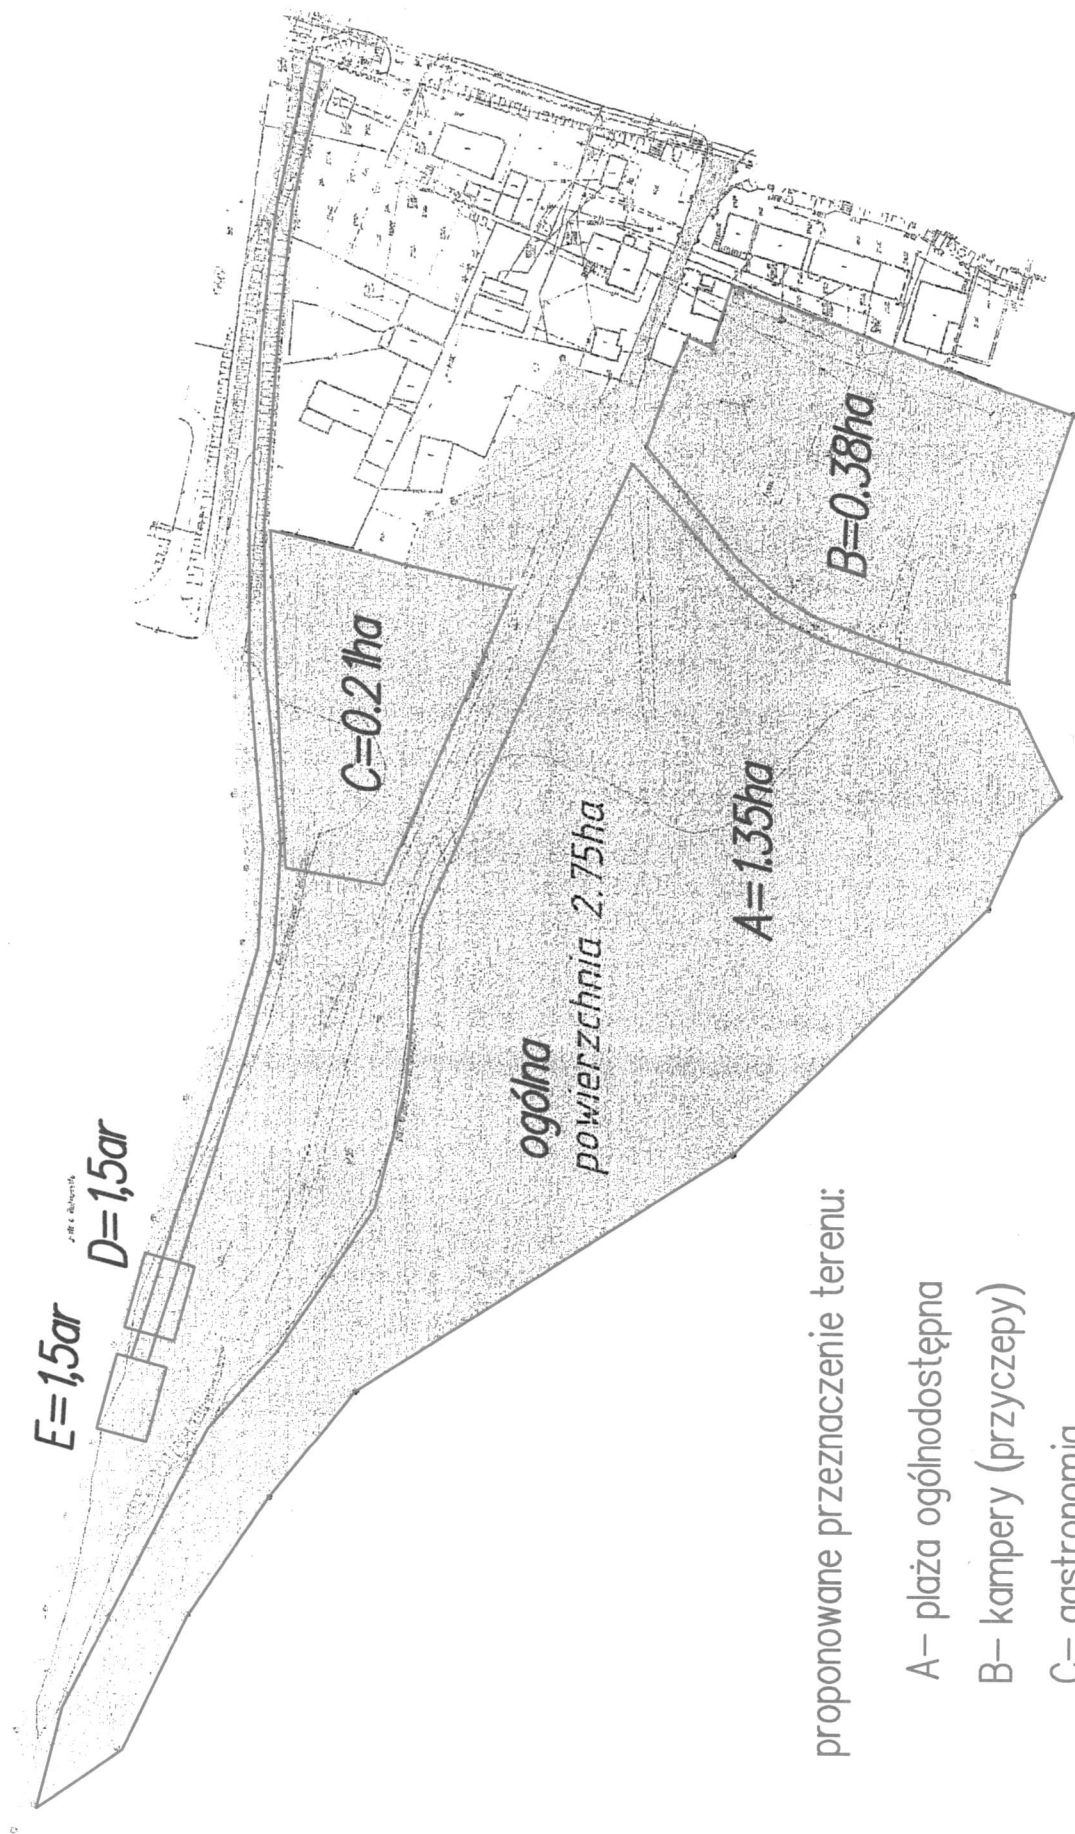 E=1,5ar
D=1,5ar
C=0.21ha
ogólna
powierzchnia 2.75ha
A=1.35ha
B=0.38ha
proponowane przeznaczenie terenu:
A- plaża ogólnodostępna
B- kampery (przyczepy)
C- gastronomia